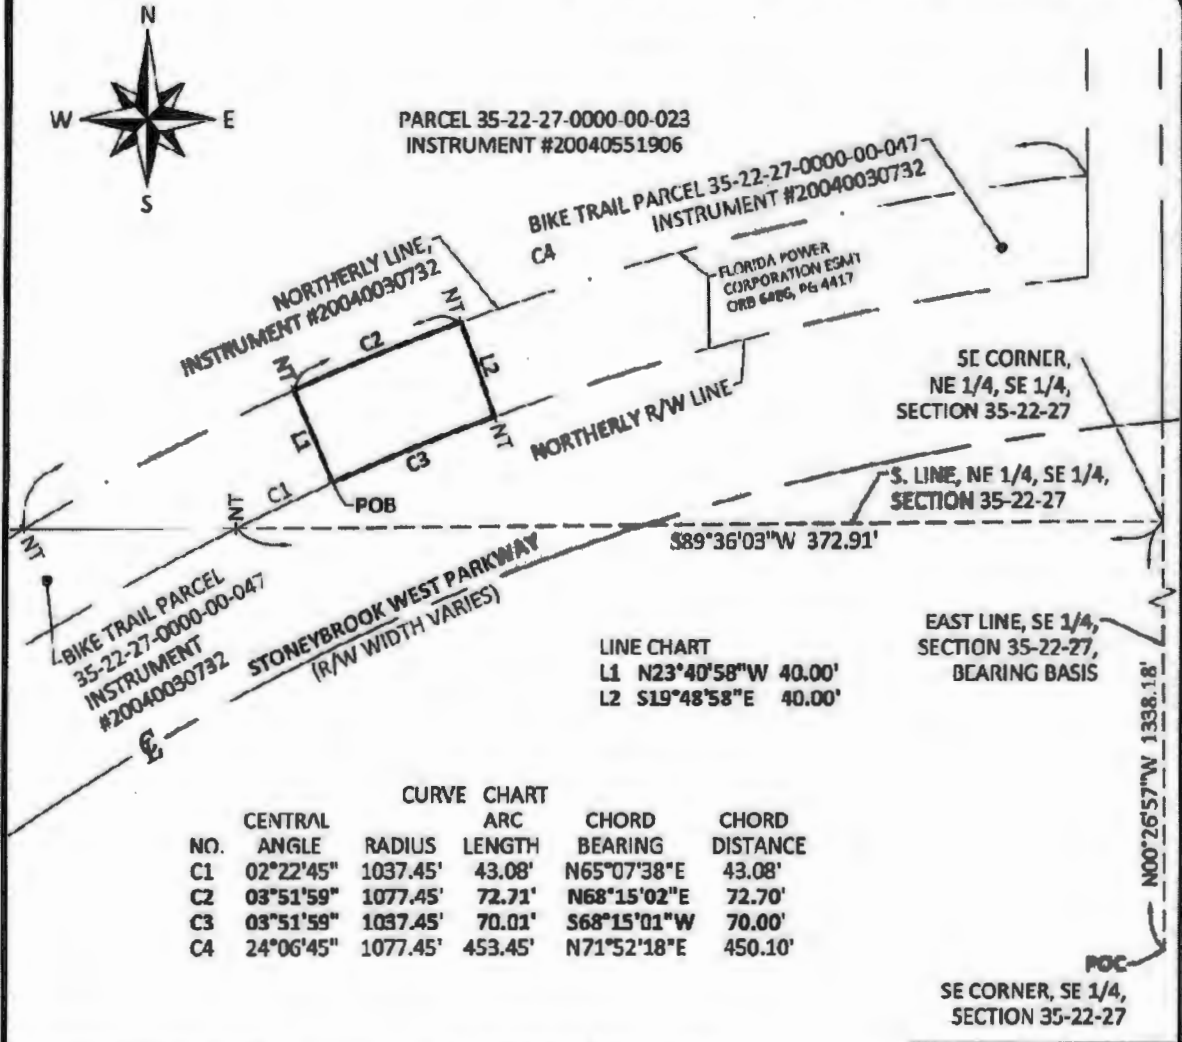 N
W E
S
PARCEL 35-22-27-0000-00-023
INSTRUMENT #20040551906
BIKE TRAIL PARCEL 35-22-27-0000-00-047
INSTRUMENT #20040030732
C4
NORTHERLY LINE,
INSTRUMENT #20040030732
FLORIDA POWER
CORPORATION ESMT
ORB 6486, PG 4417
NT
C2
NT
L2
L1
NT
C3
NORTHERLY R/W LINE
SE CORNER,
NE 1/4, SE 1/4,
SECTION 35-22-27
C1
NT
POB
S. LINE, NE 1/4, SE 1/4,
SECTION 35-22-27
NT
S89°36'03"W 372.91'
BIKE TRAIL PARCEL
35-22-27-0000-00-047
INSTRUMENT
#20040030732
STONEYBROOK WEST PARKWAY
(R/W WIDTH VARIES)
℄
EAST LINE, SE 1/4,
SECTION 35-22-27,
BEARING BASIS
N00°26'57"W 1338.18'
LINE CHART
L1 N23°40'58"W 40.00'
L2 S19°48'58"E 40.00'
CURVE CHART
CENTRAL ARC CHORD CHORD
NO. ANGLE RADIUS LENGTH BEARING DISTANCE
C1 02°22'45" 1037.45' 43.08' N65°07'38"E 43.08'
C2 03°51'59" 1077.45' 72.71' N68°15'02"E 72.70'
C3 03°51'59" 1037.45' 70.01' S68°15'01"W 70.00'
C4 24°06'45" 1077.45' 453.45' N71°52'18"E 450.10'
POC
SE CORNER, SE 1/4,
SECTION 35-22-27